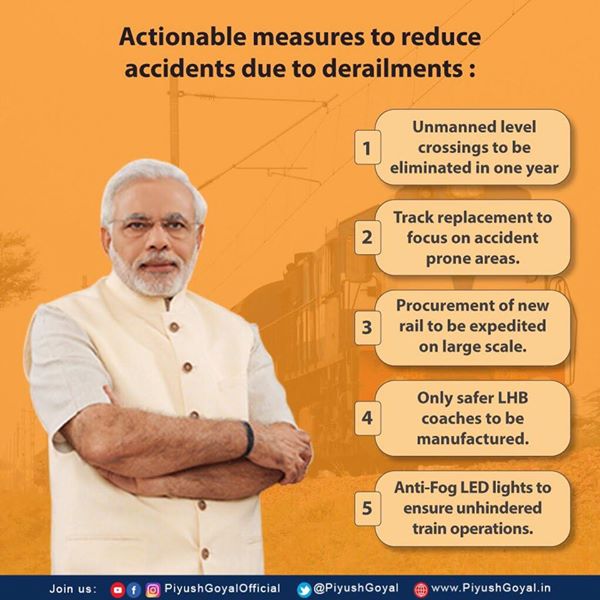 Actionable measures to reduce
accidents due to derailments :
1
Unmanned level
crossings to be
eliminated in one year
2
Track replacement to
focus on accident
prone areas.
3
Procurement of new
rail to be expedited
on large scale.
4
Only safer LHB
coaches to be
manufactured.
5
Anti-Fog LED lights to
ensure unhindered
train operations.
Join us: PiyushGoyalOfficial @PiyushGoyal www.PiyushGoyal.in